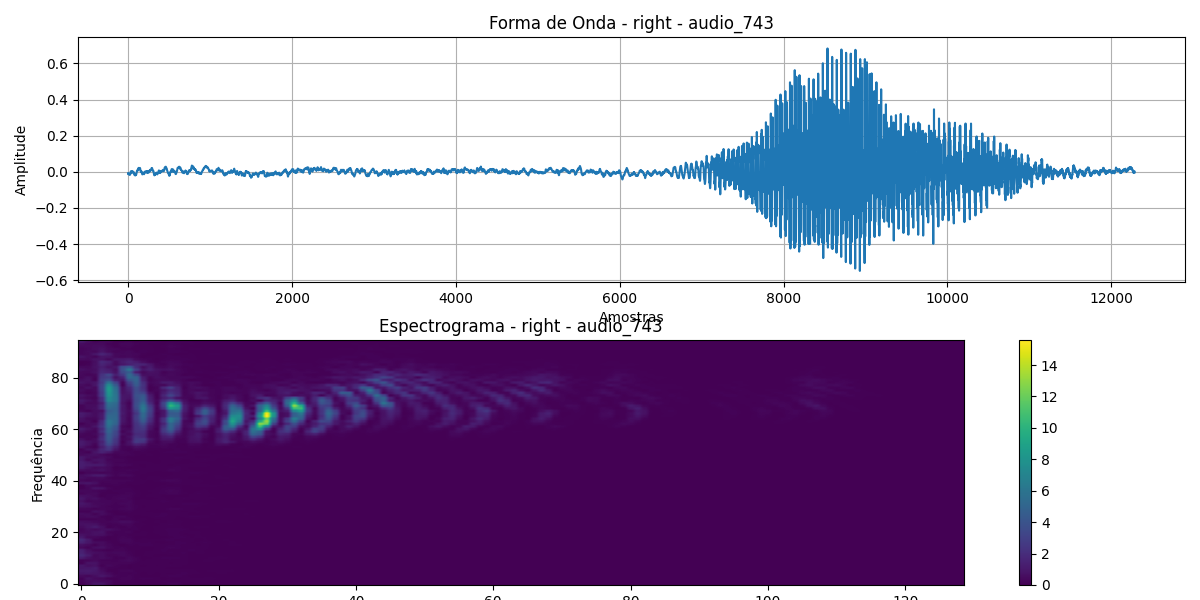 Forma de Onda - right - audio_743
0.6
0.4
0.2
0.0
−0.2
−0.4
−0.6
Amplitude
0 2000 4000 6000 8000 10000 12000
Amostras
Espectrograma - right - audio_743
80
60
40
20
0
Frequência
14
12
10
8
6
4
2
0
0 20 40 60 80 100 120